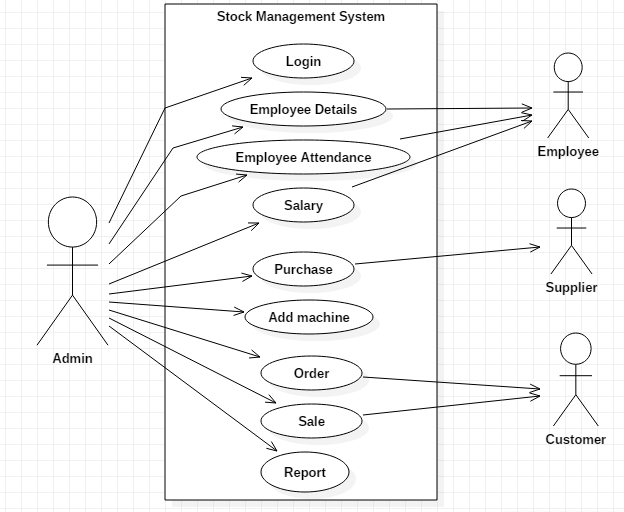 Stock Management System
Login
Employee Details
Employee Attendance
Salary
Purchase
Add machine
Order
Sale
Report
Admin
Employee
Supplier
Customer